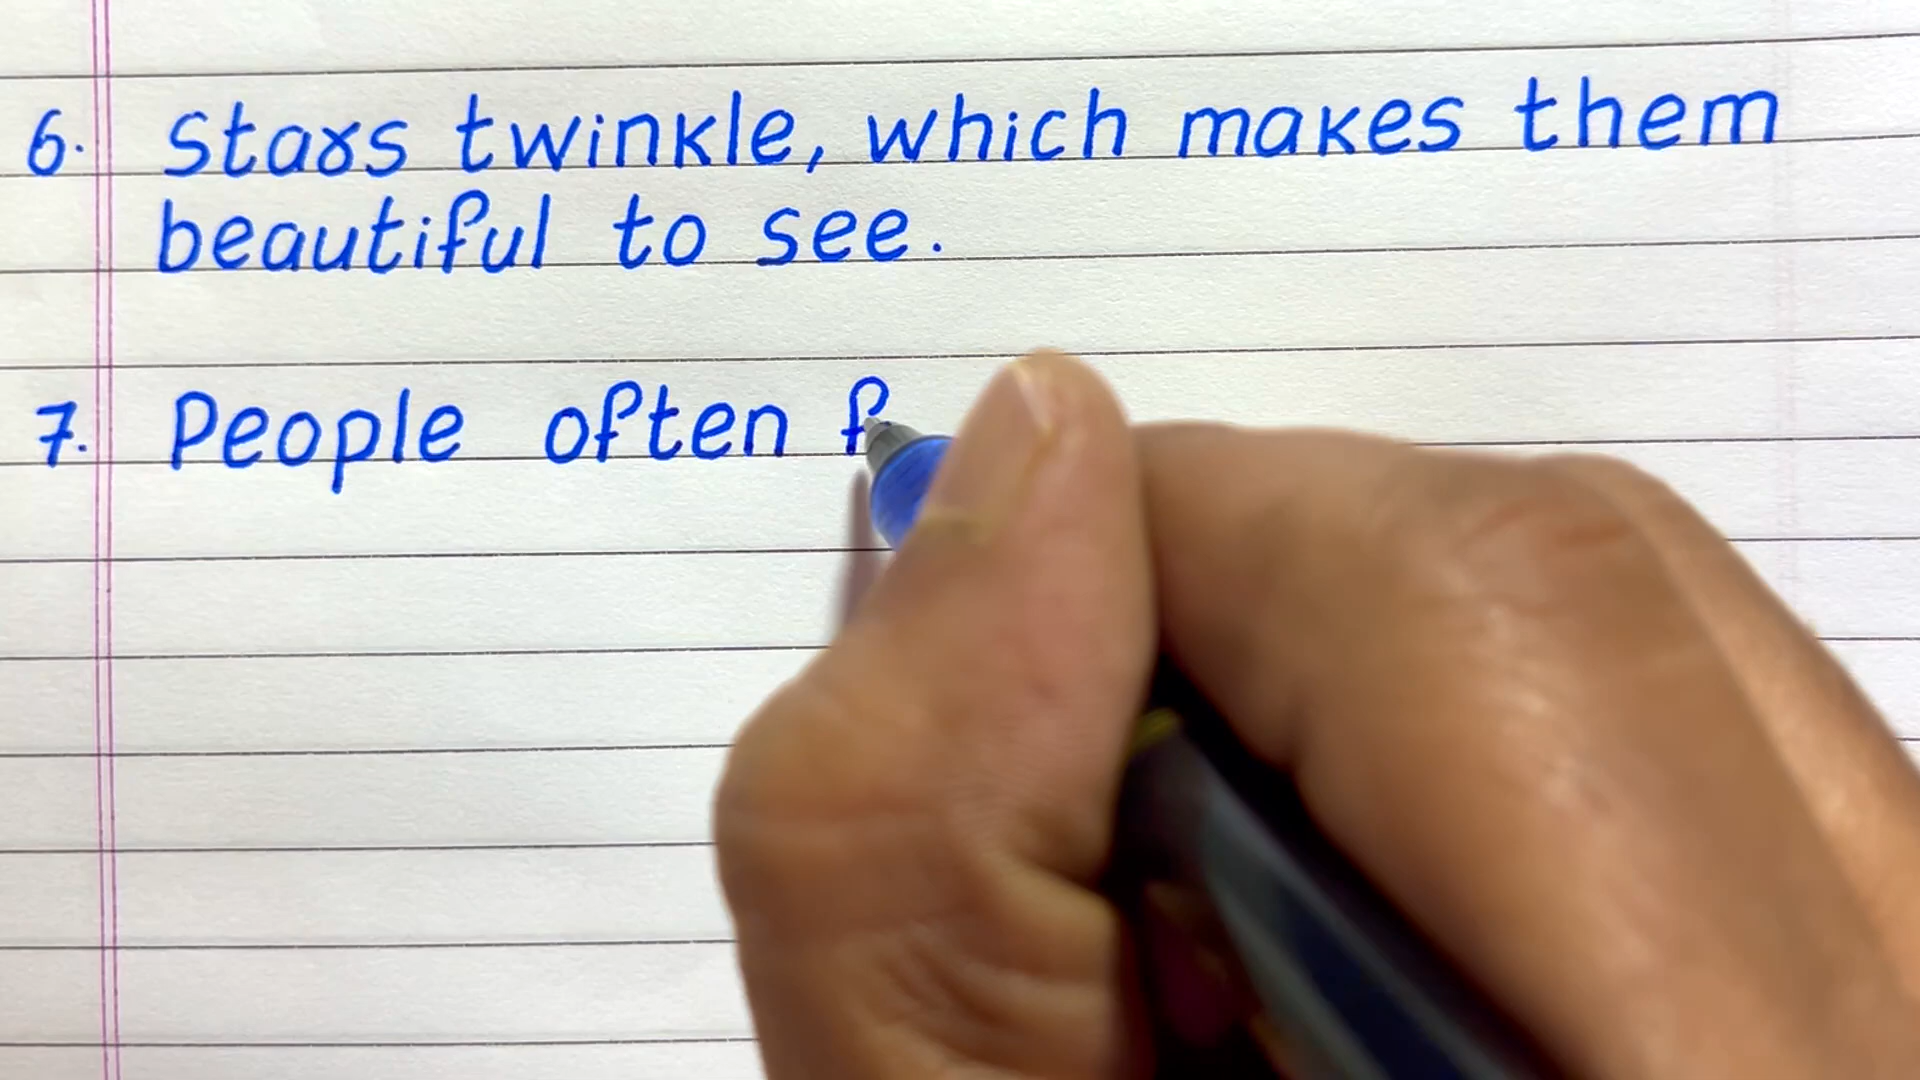 6. Stars twinkle, which makes them
beautiful to see.
7. People often f